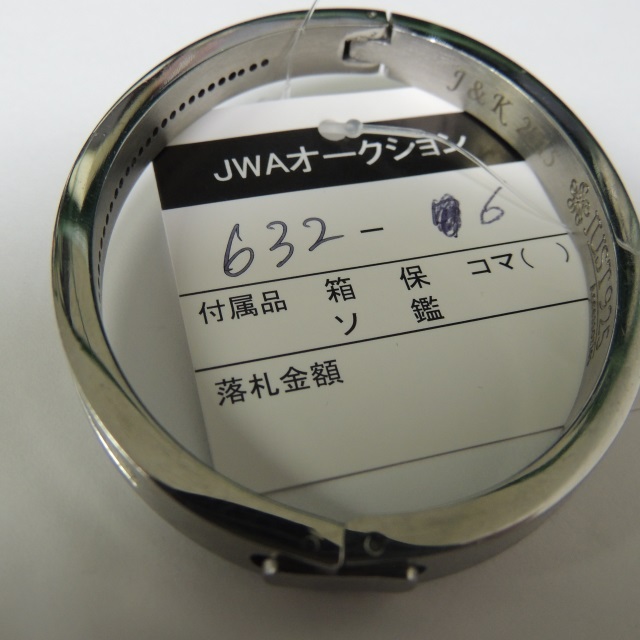 JWAオークション
632- 6
付属品 箱 保 コマ( )
ソ 鑑
落札金額
J&K